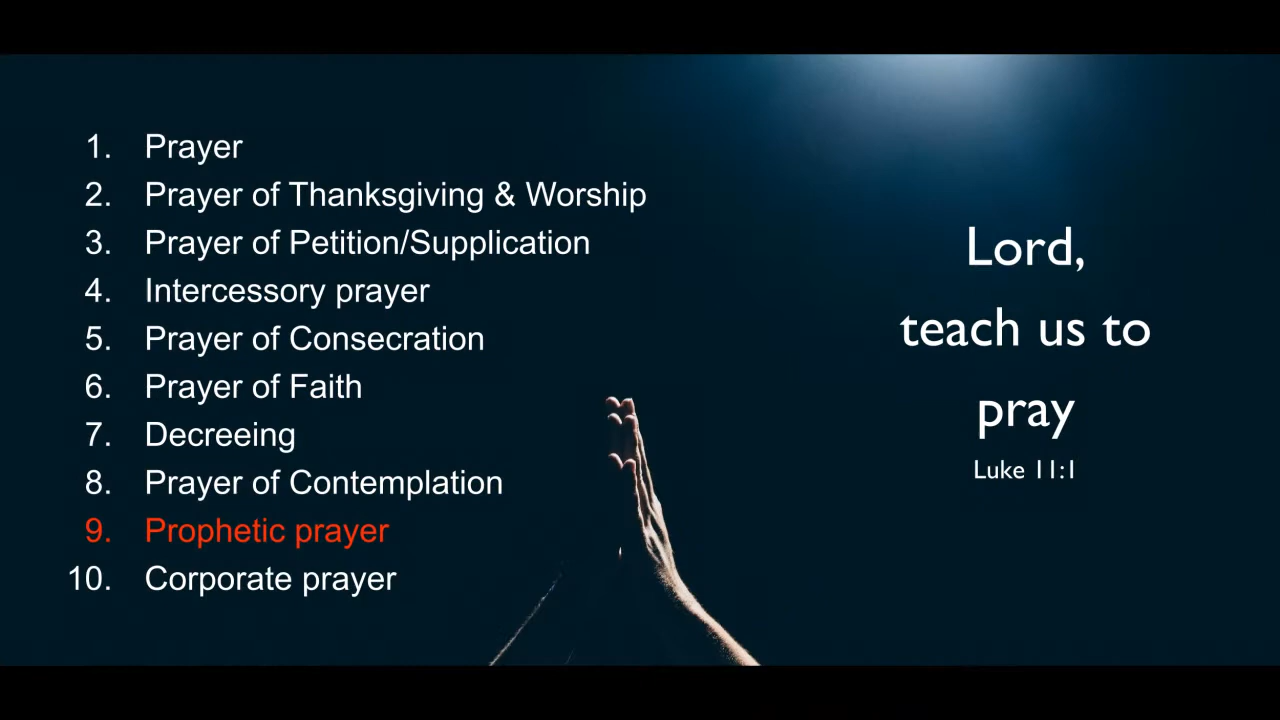 1. Prayer
2. Prayer of Thanksgiving & Worship
3. Prayer of Petition/Supplication
4. Intercessory prayer
5. Prayer of Consecration
6. Prayer of Faith
7. Decreeing
8. Prayer of Contemplation
9. Prophetic prayer
10. Corporate prayer
Lord,
teach us to
pray
Luke 11:1